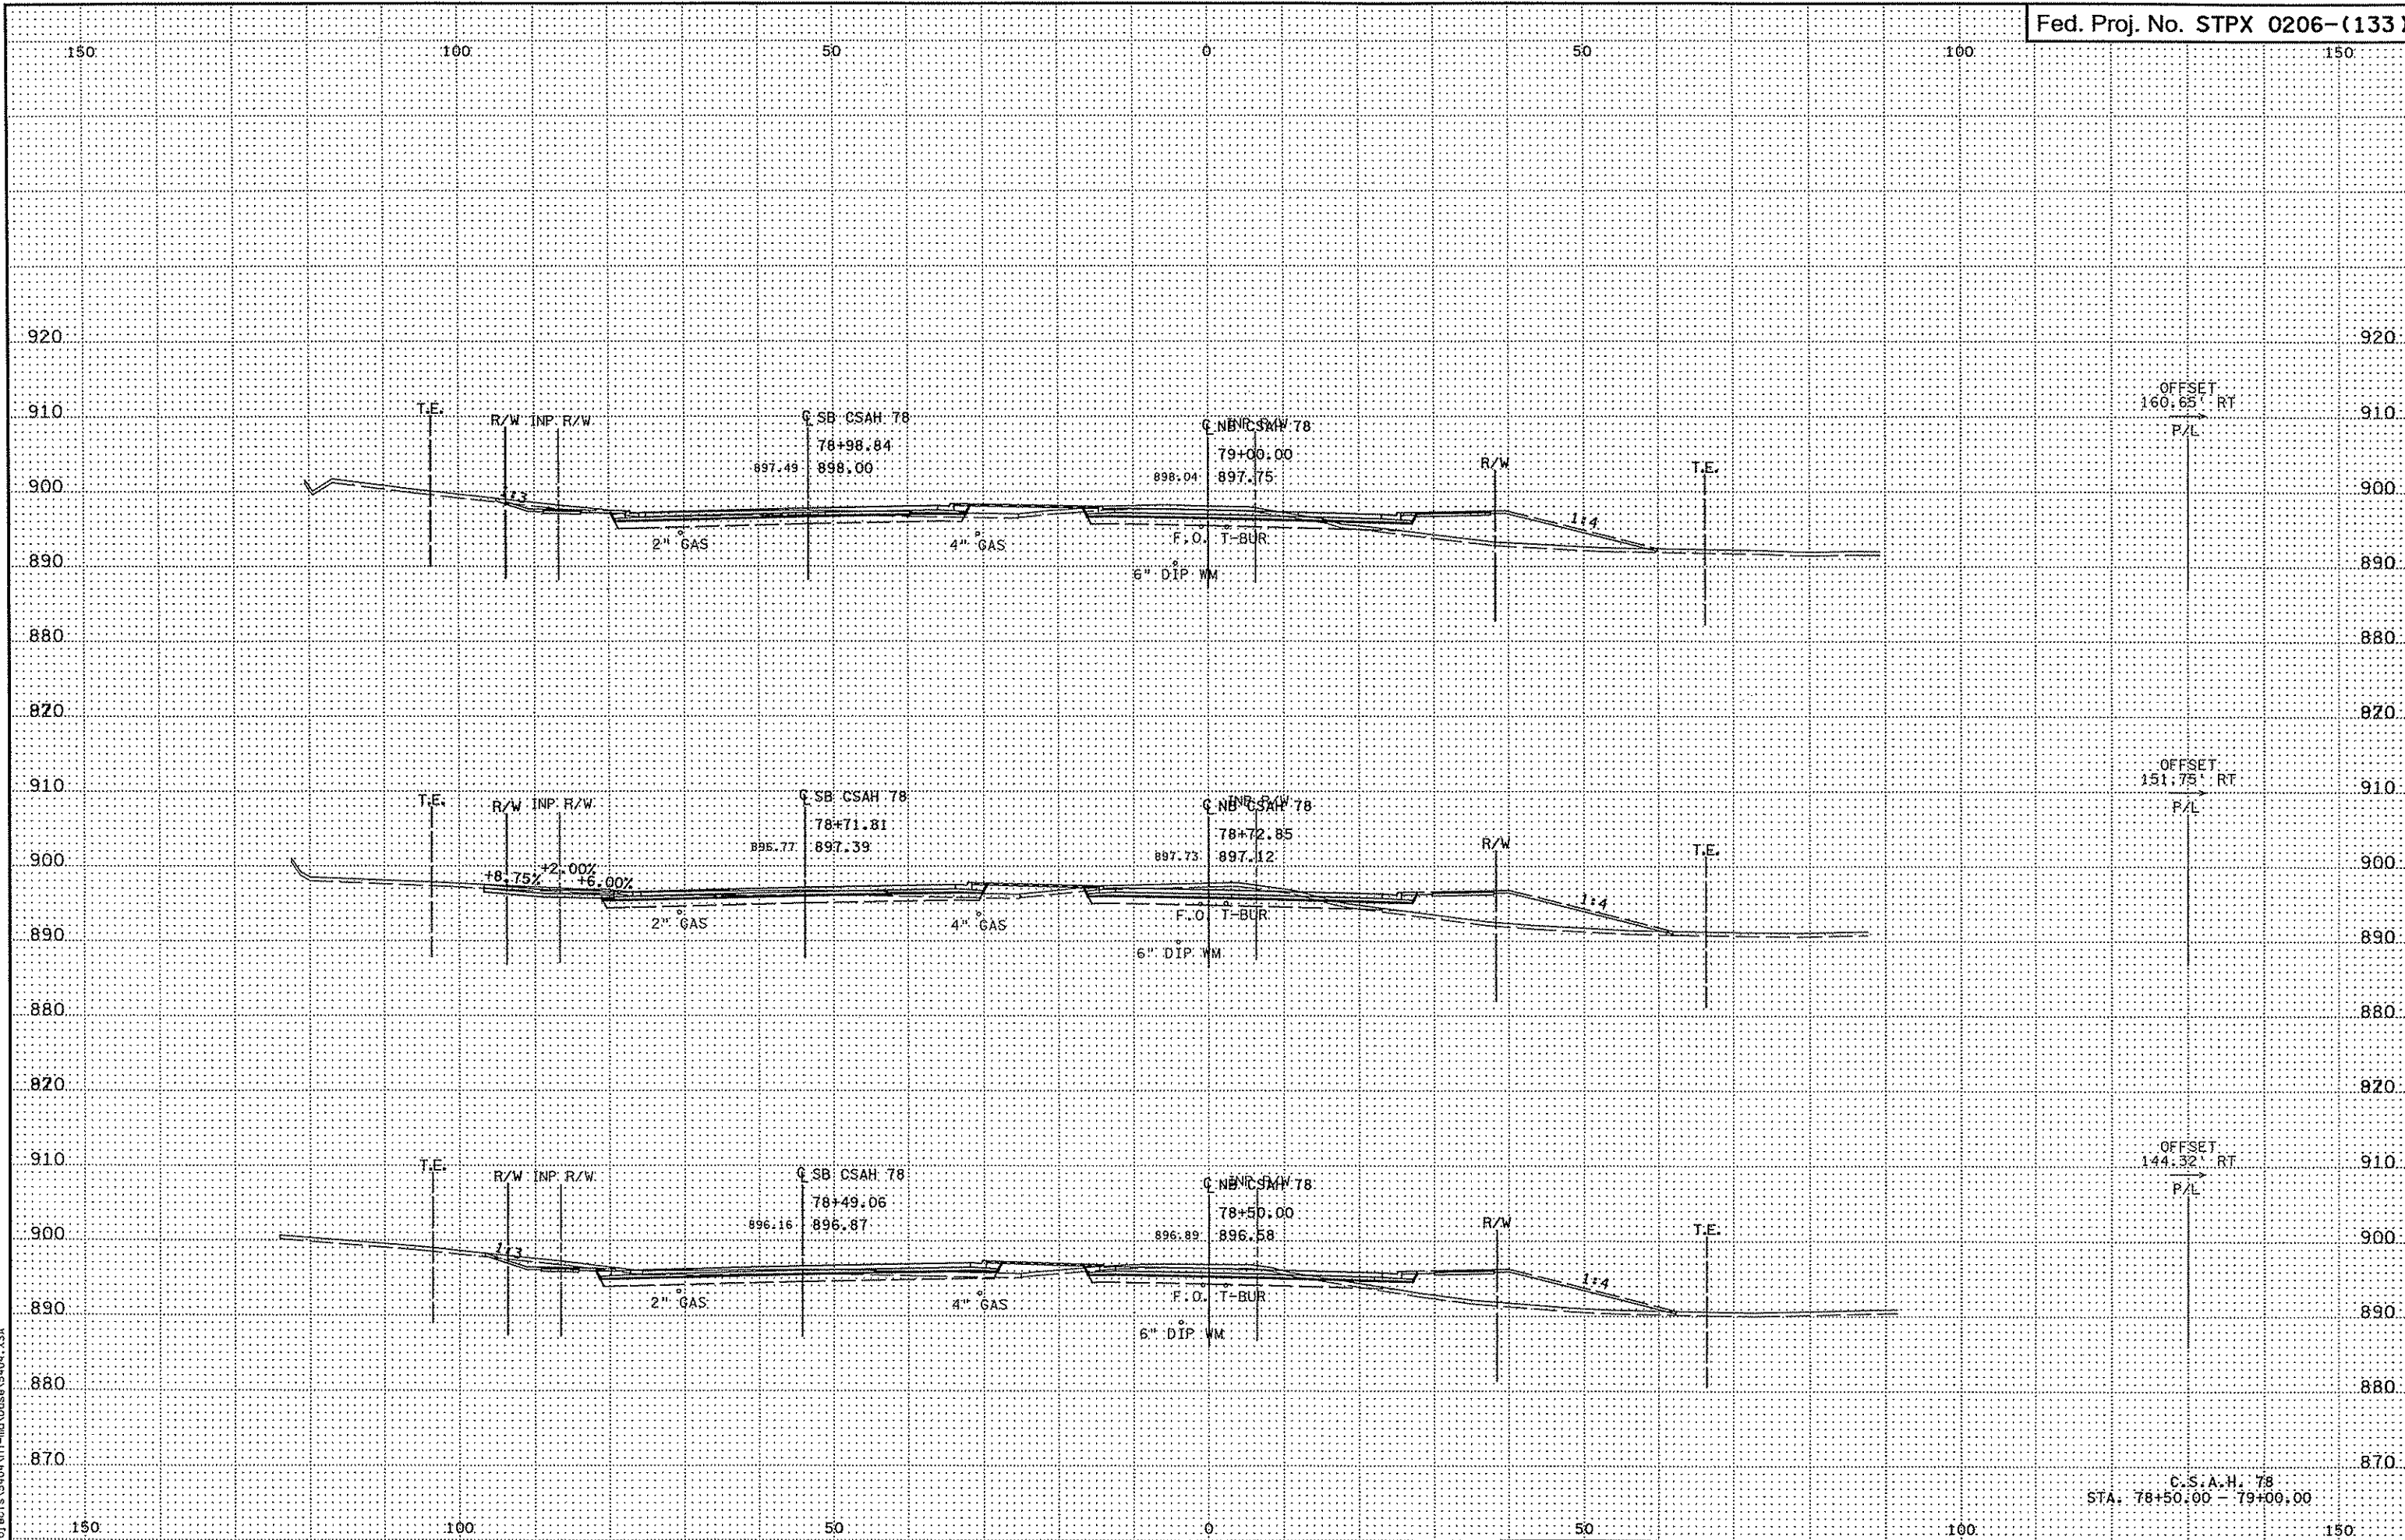 Fed. Proj. No. STPX 0206-(133)
150 100 50 0 50 100 150
920 920
OFFSET
160.65' RT
P/L
910 910
T.E. R/W INP R/W ℄ SB CSAH 78 ℄ NB CSAH 78 INP R/W R/W T.E.
78+98.84 79+00.00
897.49 898.00 898.04 897.75
900 900
1:3 1:4
2" GAS 4" GAS F.O. T-BUR
6" DIP WM
890 890
880 880
870 870
OFFSET
151.75' RT
P/L
910 910
T.E. R/W INP R/W ℄ SB CSAH 78 ℄ NB CSAH 78 INP R/W R/W T.E.
78+71.81 78+72.85
896.77 897.39 897.73 897.12
900 900
+8.75% +2.00% +6.00% 1:4
2" GAS 4" GAS F.O. T-BUR
6" DIP WM
890 890
880 880
870 870
OFFSET
144.32' RT
P/L
910 910
T.E. R/W INP R/W ℄ SB CSAH 78 ℄ NB CSAH 78 INP R/W R/W T.E.
78+49.06 78+50.00
896.16 896.87 896.89 896.58
900 900
1:3 1:4
2" GAS 4" GAS F.O. T-BUR
6" DIP WM
890 890
880 880
870 870
C.S.A.H. 78
STA. 78+50.00 - 79+00.00
150 100 50 0 50 100 150